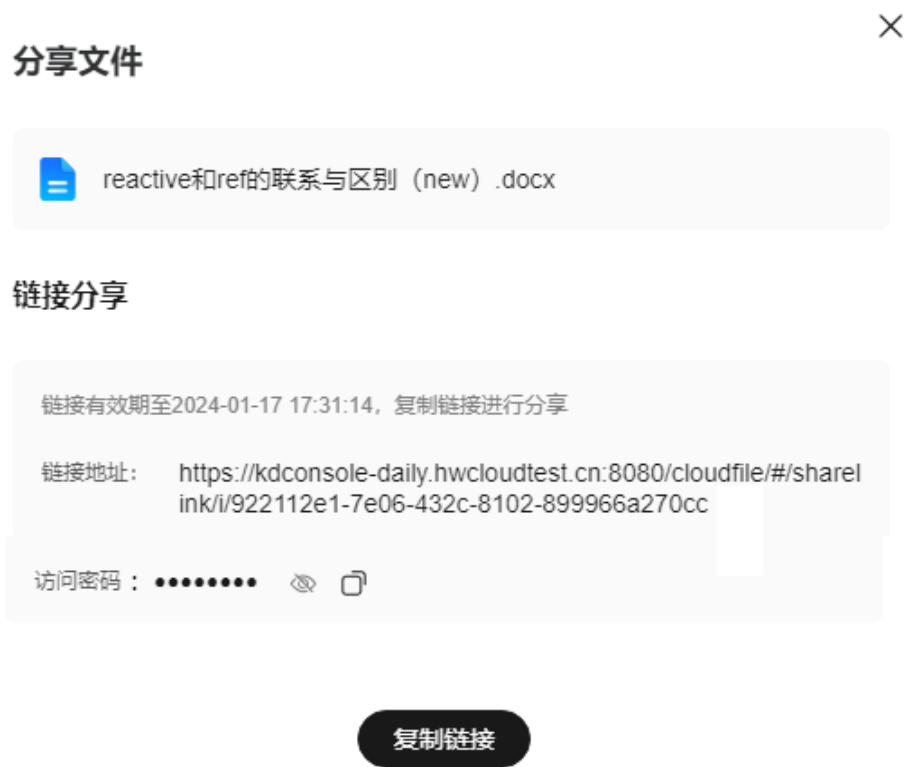 分享文件
reactive和ref的联系与区别（new）.docx
链接分享
链接有效期至2024-01-17 17:31:14，复制链接进行分享
链接地址： https://kdconsole-daily.hwcloudtest.cn:8080/cloudfile/#/sharel
ink/i/922112e1-7e06-432c-8102-899966a270cc
访问密码： ••••••••
复制链接